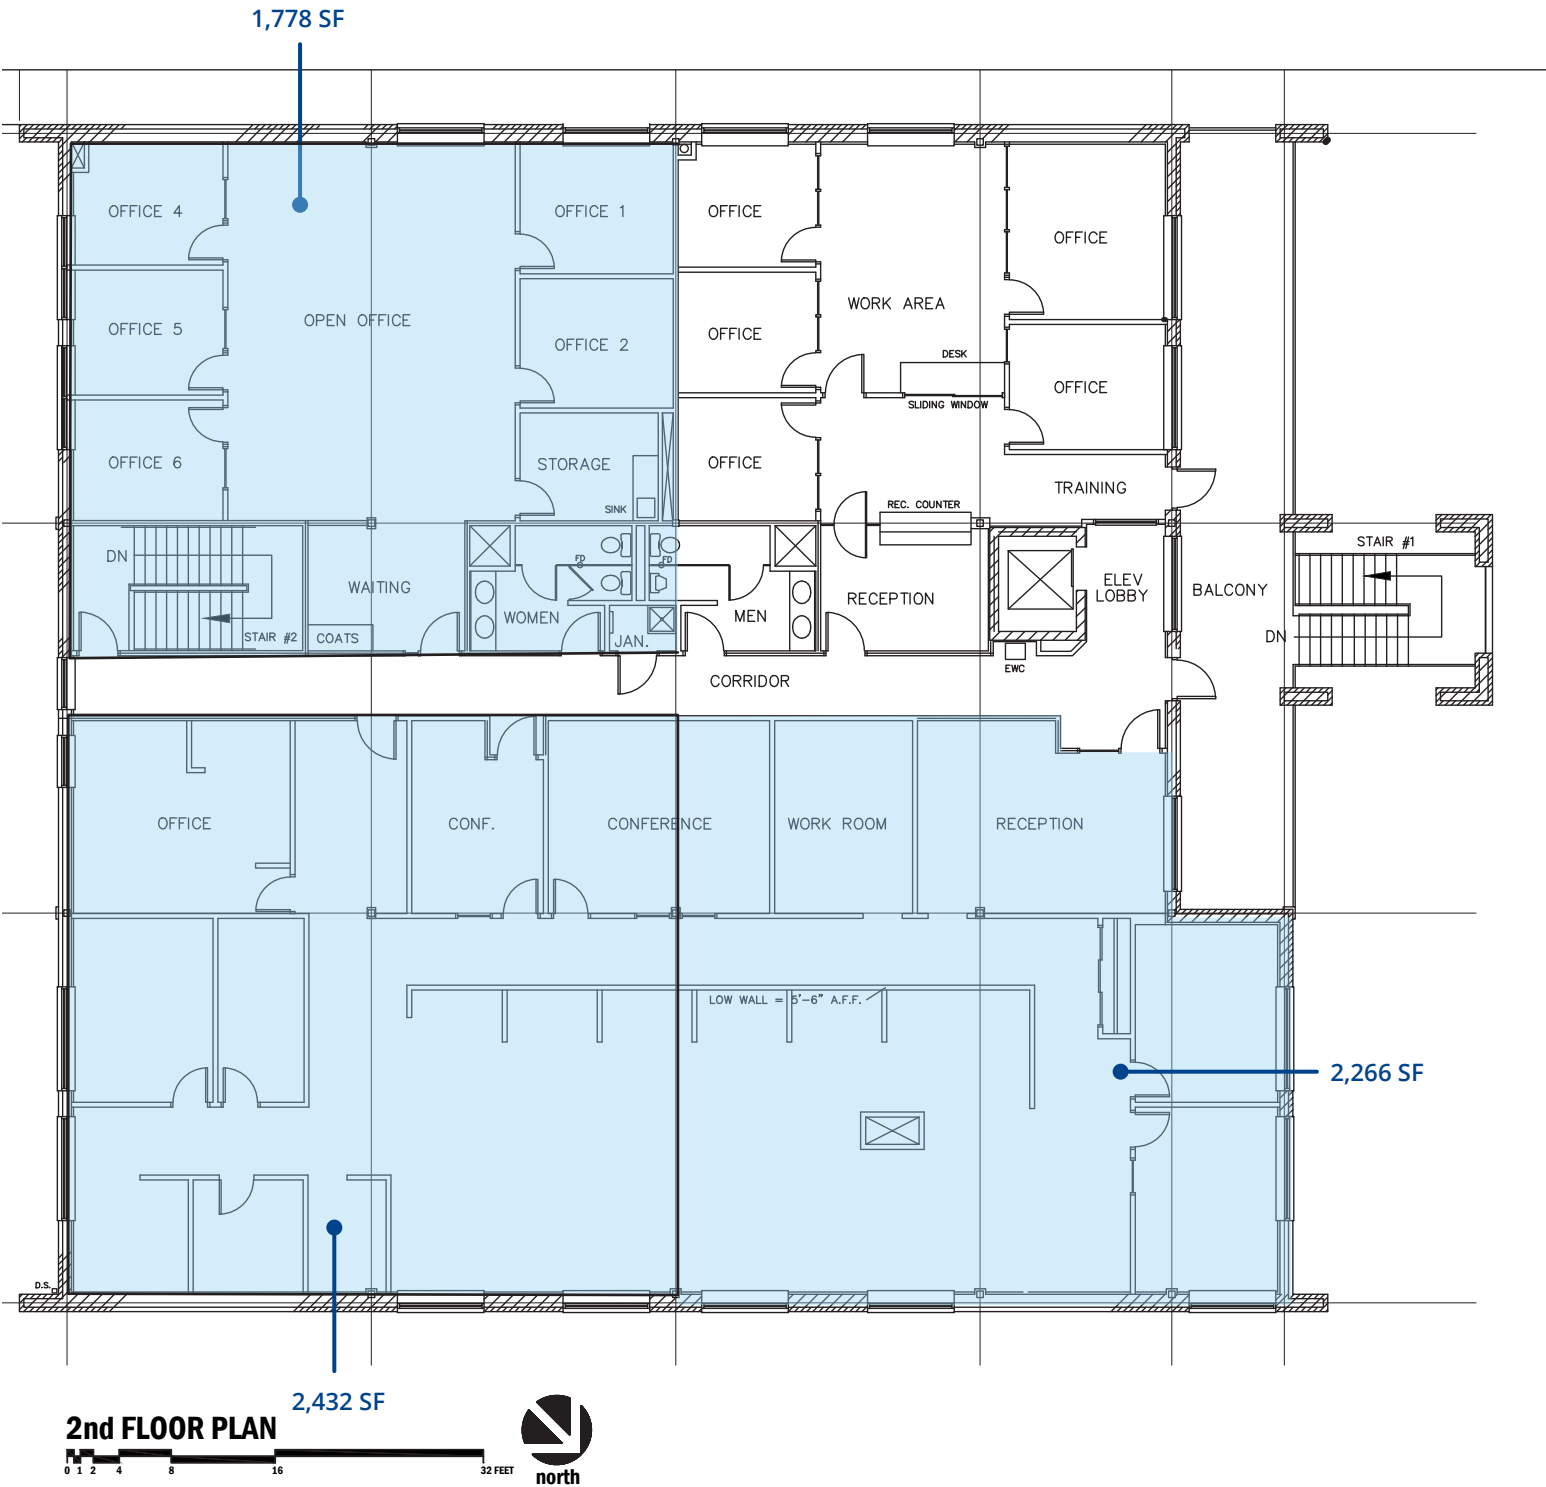 1,778 SF
OFFICE 4
OFFICE 1
OFFICE
OFFICE
WORK AREA
OPEN OFFICE
OFFICE 5
OFFICE 2
OFFICE
DESK
OFFICE
SLIDING WINDOW
OFFICE 6
STORAGE
OFFICE
SINK
REC. COUNTER
TRAINING
STAIR #1
DN
FD
FD
WAITING
ELEV
LOBBY
BALCONY
RECEPTION
WOMEN
MEN
STAIR #2
COATS
JAN.
DN
EWC
CORRIDOR
OFFICE
CONF.
CONFERENCE
WORK ROOM
RECEPTION
LOW WALL = 5'-6" A.F.F.
2,266 SF
D.S.
2,432 SF
2nd FLOOR PLAN
0 1 2 4 8 16 32 FEET
north